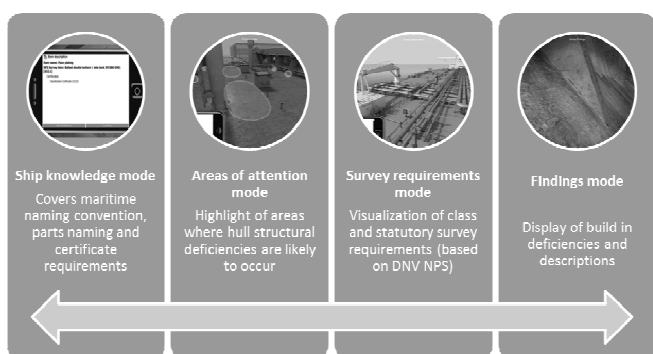 Ship knowledge mode
Covers maritime
naming convention,
parts naming and
certificate
requirements
Areas of attention
mode
Highlight of areas
where hull structural
deficiencies are likely
to occur
Survey requirements
mode
Visualization of class
and statutory survey
requirements (based
on DNV NPS)
Findings mode
Display of build in
deficiencies and
descriptions